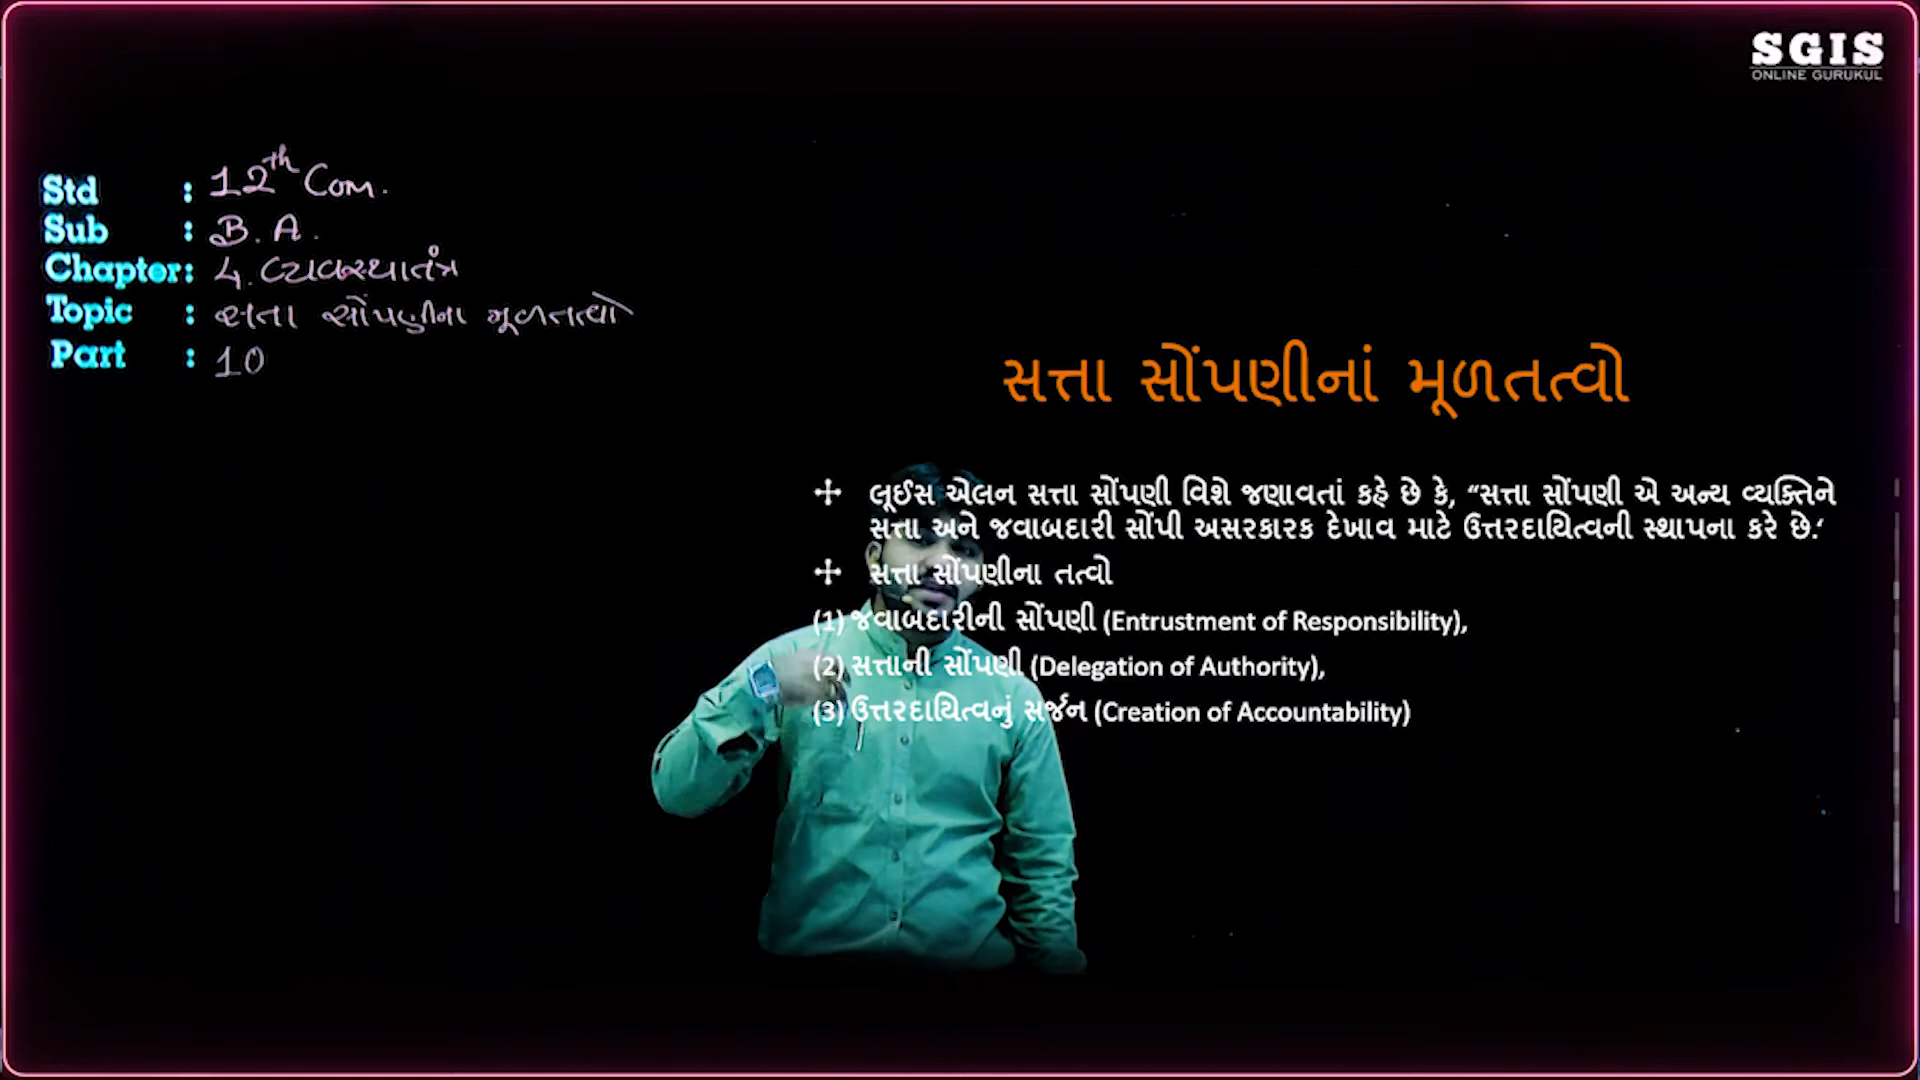 SGIS
ONLINE GURUKUL
Std : 12th Com.
Sub : B. A.
Chapter : 4. વ્યવસ્થાતંત્ર
Topic : સતા સોંપણીના મૂળતત્વો
Part : 10
સત્તા સોંપણીનાં મૂળતત્વો
✢ લૂઈસ એલન સત્તા સોંપણી વિશે જણાવતાં કહે છે કે, “સત્તા સોંપણી એ અન્ય વ્યક્તિને
સત્તા અને જવાબદારી સોંપી અસરકારક દેખાવ માટે ઉત્તરદાયિત્વની સ્થાપના કરે છે.‘
✢ સત્તા સોંપણીના તત્વો
(1) જવાબદારીની સોંપણી (Entrustment of Responsibility),
(2) સત્તાની સોંપણી (Delegation of Authority),
(3) ઉત્તરદાયિત્વનું સર્જન (Creation of Accountability)